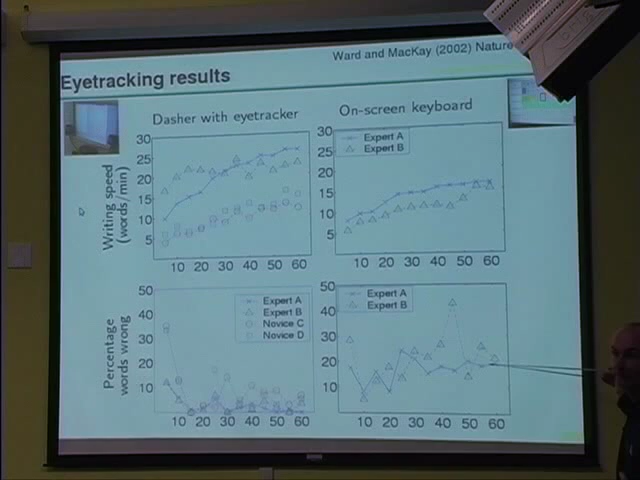 Ward and MacKay (2002) Nature
Eyetracking results
Dasher with eyetracker
On-screen keyboard
Writing speed
(words/min)
30
25
20
15
10
5
10 20 30 40 50 60
30
25
20
15
10
5
Expert A
Expert B
10 20 30 40 50 60
Percentage
words wrong
50
40
30
20
10
Expert A
Expert B
Novice C
Novice D
10 20 30 40 50 60
50
40
30
20
10
Expert A
Expert B
10 20 30 40 50 60